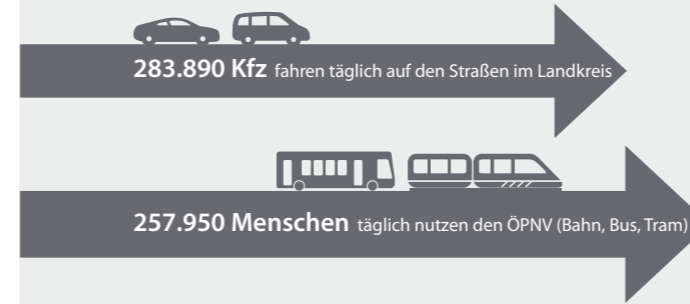 283.890 Kfz fahren täglich auf den Straßen im Landkreis
257.950 Menschen täglich nutzen den ÖPNV (Bahn, Bus, Tram)